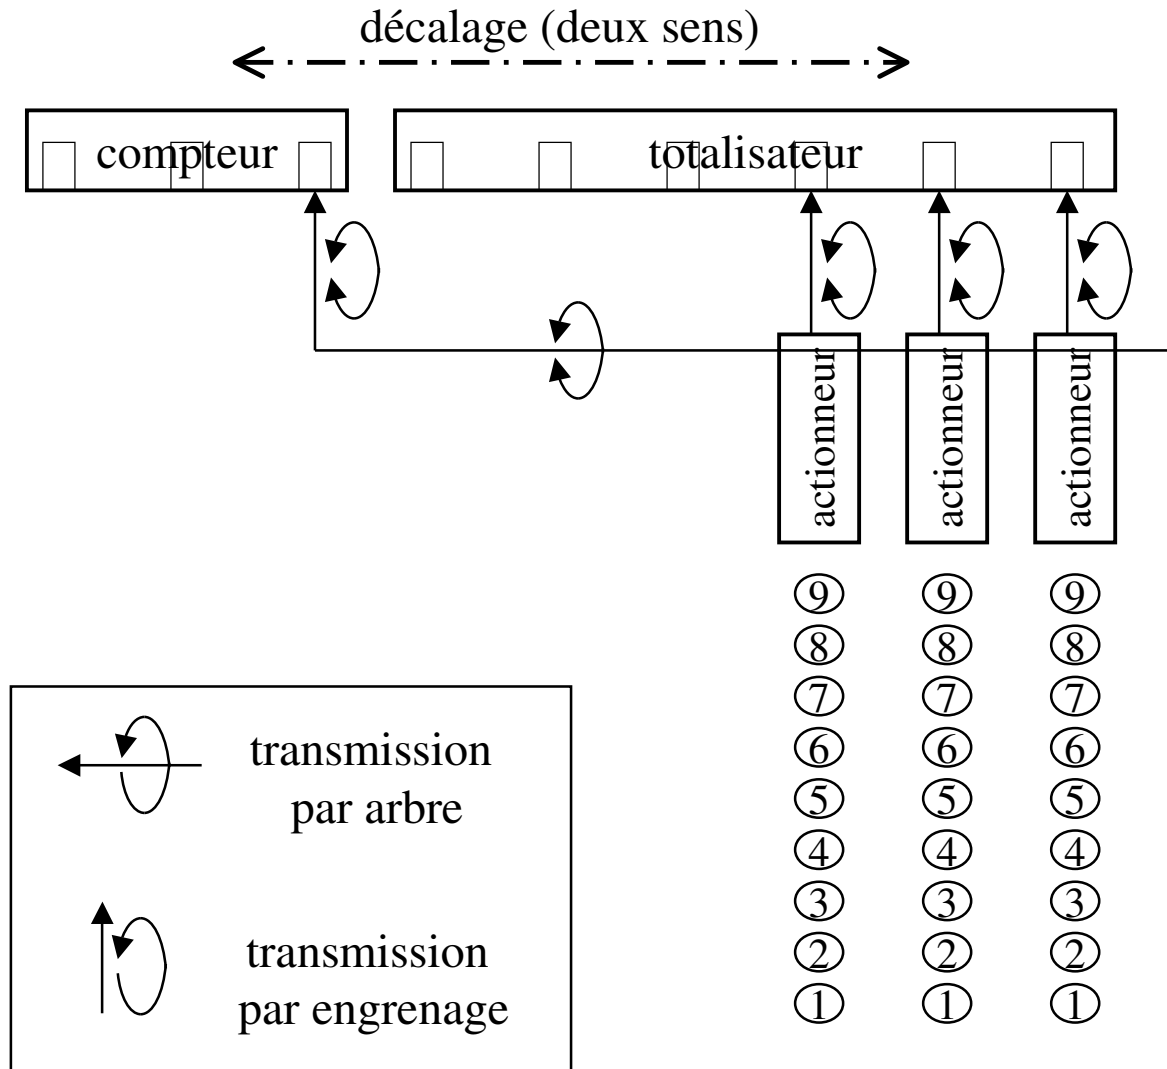 décalage (deux sens)
compteur
totalisateur
actionneur
actionneur
actionneur
9 9 9
8 8 8
7 7 7
6 6 6
5 5 5
4 4 4
3 3 3
2 2 2
1 1 1
transmission
par arbre
transmission
par engrenage